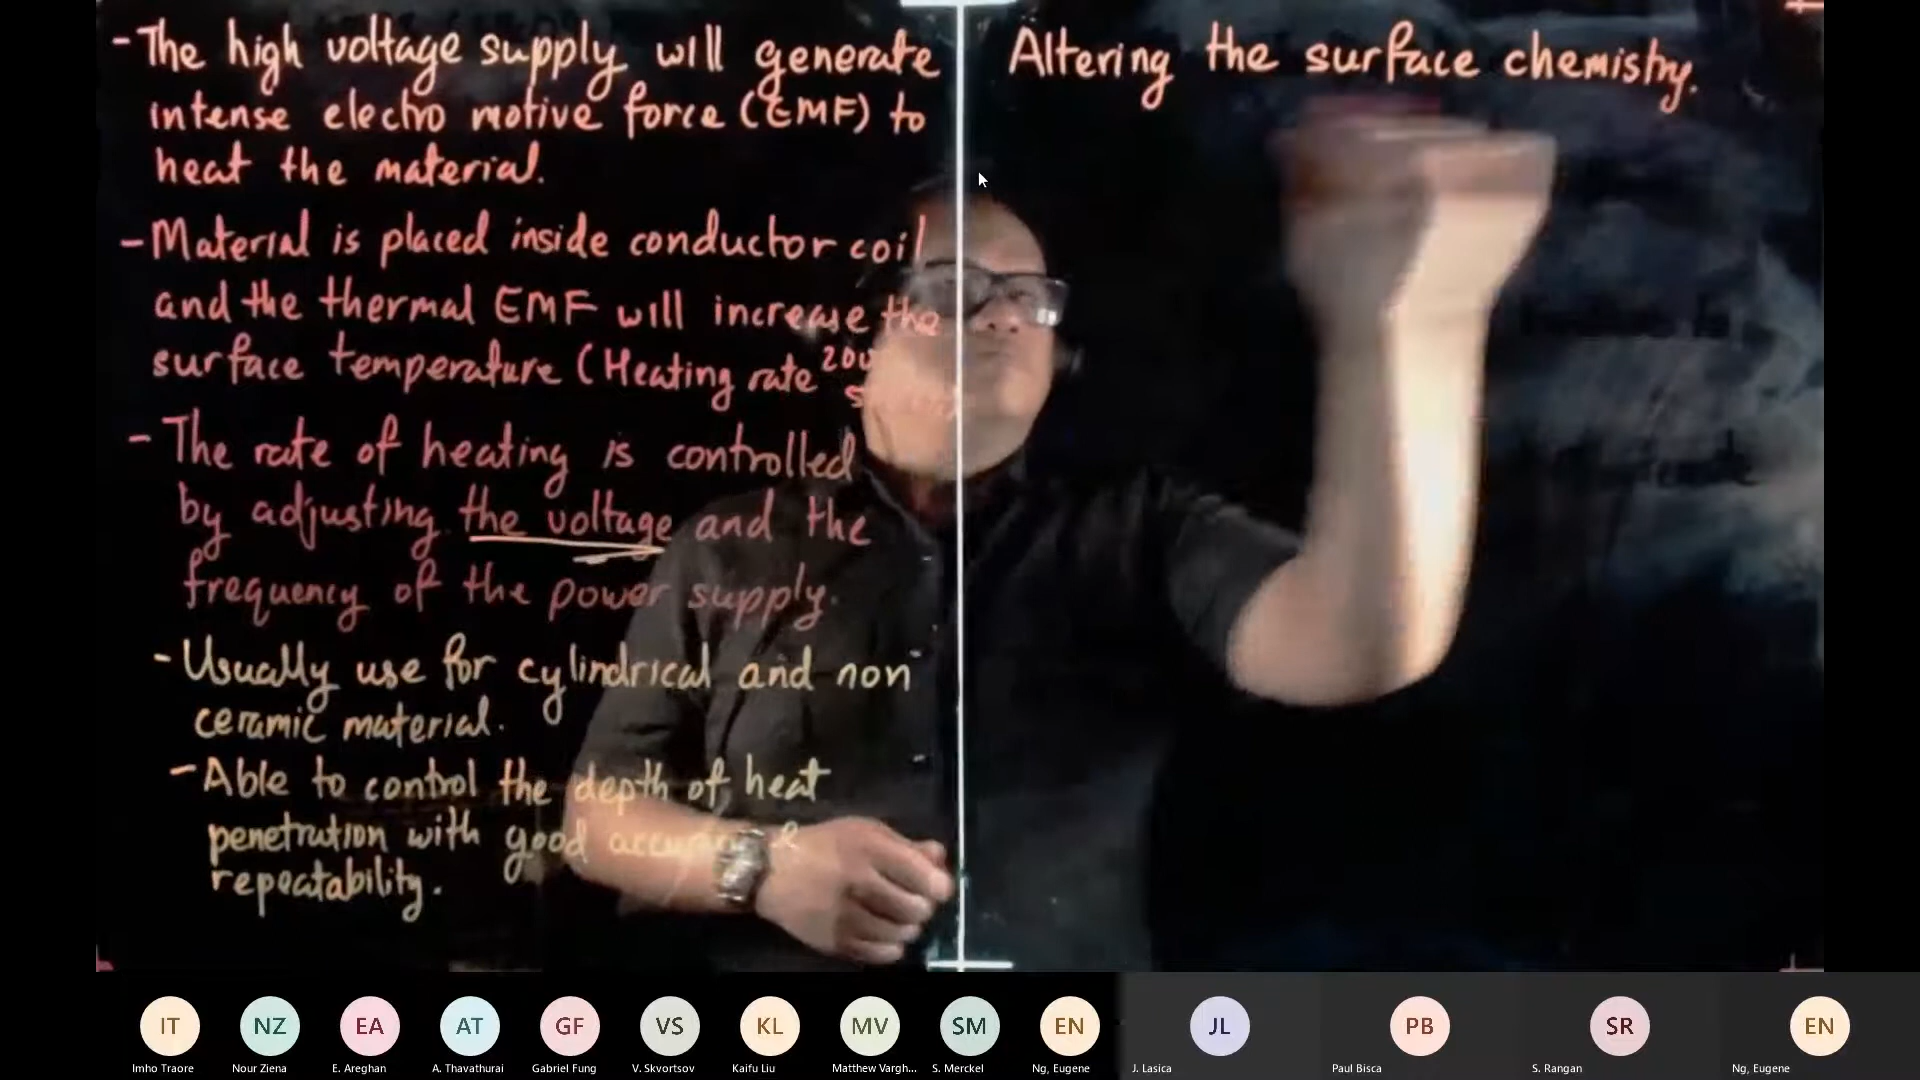 - The high voltage supply will generate
intense electro motive force (EMF) to
heat the material.
- Material is placed inside conductor coil
and the thermal EMF will increase the
surface temperature (Heating rate
- The rate of heating is controlled
by adjusting the voltage and the
frequency of the power supply.
- Usually use for cylindrical and non
ceramic material.
- Able to control the depth of heat
penetration with good &
repeatability.
Altering the surface chemistry.
IT NZ EA AT GF VS KL MV SM EN JL PB SR EN
Imho Traore Nour Ziena E. Areghan A. Thavathurai Gabriel Fung V. Skvortsov Kaifu Liu Matthew Vargh... S. Merckel Ng, Eugene J. Lasica Paul Bisca S. Rangan Ng, Eugene